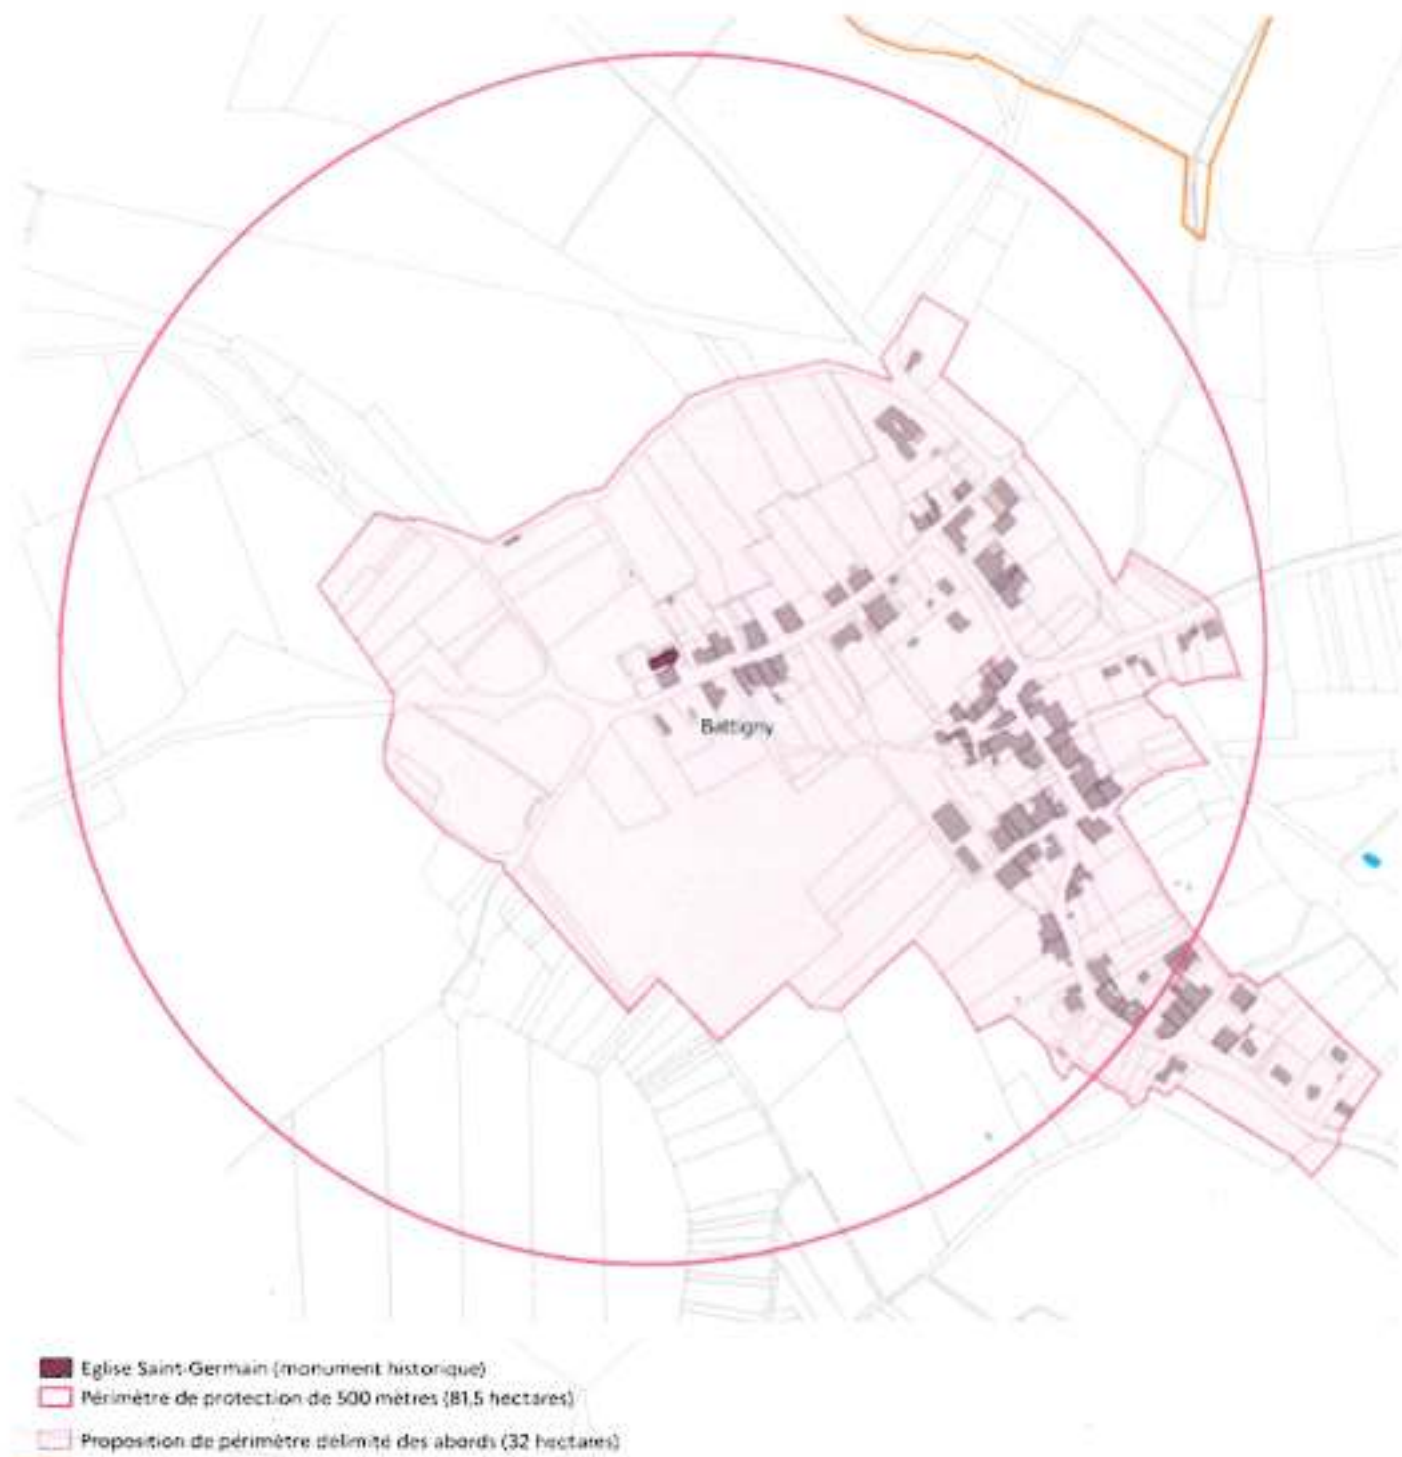 Battigny
Eglise Saint-Germain (monument historique)
Périmètre de protection de 500 mètres (81,5 hectares)
Proposition de périmètre délimité des abords (32 hectares)